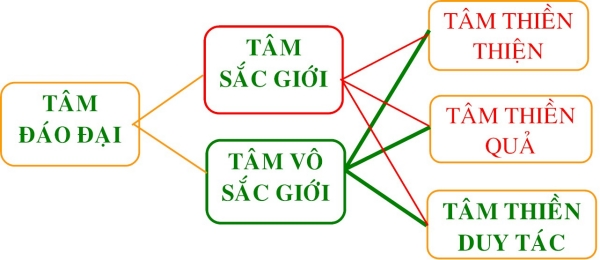 TÂM
ĐÁO ĐẠI
TÂM
SẮC GIỚI
TÂM VÔ
SẮC GIỚI
TÂM THIỀN
THIỆN
TÂM THIỀN
QUẢ
TÂM THIỀN
DUY TÁC